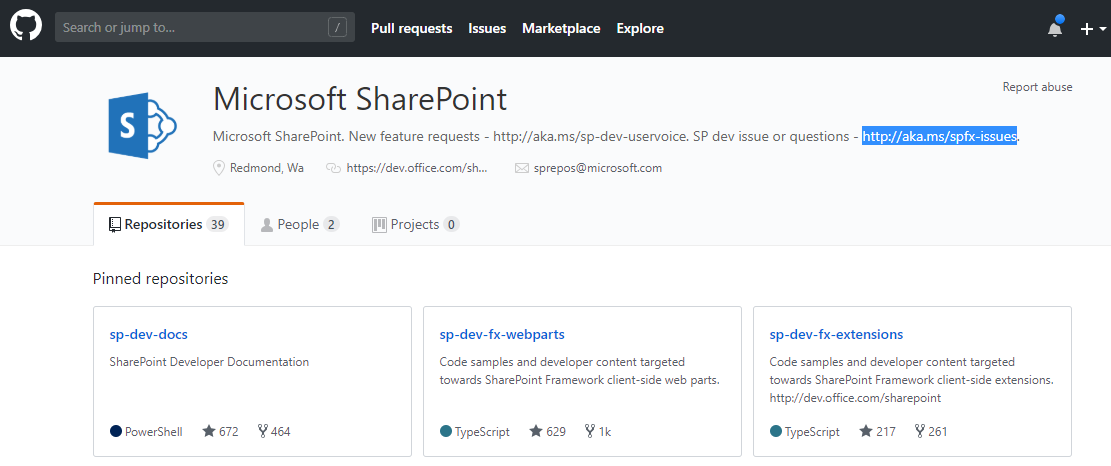 Search or jump to...
/
Pull requests
Issues
Marketplace
Explore
Report abuse
S
Microsoft SharePoint
Microsoft SharePoint. New feature requests - http://aka.ms/sp-dev-uservoice. SP dev issue or questions - http://aka.ms/spfx-issues.
Redmond, Wa
https://dev.office.com/sh...
sprepos@microsoft.com
Repositories 39
People 2
Projects 0
Pinned repositories
sp-dev-docs
SharePoint Developer Documentation
PowerShell 672 464
sp-dev-fx-webparts
Code samples and developer content targeted
towards SharePoint Framework client-side web parts.
TypeScript 629 1k
sp-dev-fx-extensions
Code samples and developer content targeted
towards SharePoint Framework client-side extensions.
http://dev.office.com/sharepoint
TypeScript 217 261